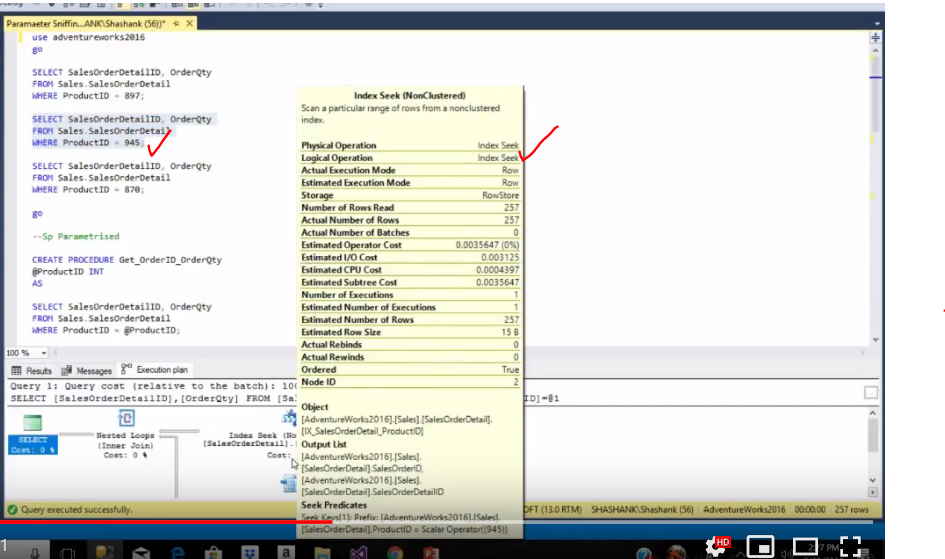 Paramaeter Sniffin...ANK\Shashank (56))*
use adventureworks2016
go
SELECT SalesOrderDetailID, OrderQty
FROM Sales.SalesOrderDetail
WHERE ProductID = 897;
SELECT SalesOrderDetailID, OrderQty
FROM Sales.SalesOrderDetail
WHERE ProductID = 945;
SELECT SalesOrderDetailID, OrderQty
FROM Sales.SalesOrderDetail
WHERE ProductID = 870;
go
--Sp Parametrised
CREATE PROCEDURE Get_OrderID_OrderQty
@ProductID INT
AS
SELECT SalesOrderDetailID, OrderQty
FROM Sales.SalesOrderDetail
WHERE ProductID = @ProductID;
100 %
Results Messages Execution plan
Query 1: Query cost (relative to the batch): 100
SELECT [SalesOrderDetailID],[OrderQty] FROM [Sa
ID]=@1
SELECT
Cost: 0 %
Nested Loops
(Inner Join)
Cost: 0 %
Index Seek (No
[SalesOrderDetail].
Cost:
Index Seek (NonClustered)
Scan a particular range of rows from a nonclustered
index.
Physical Operation Index Seek
Logical Operation Index Seek
Actual Execution Mode Row
Estimated Execution Mode Row
Storage RowStore
Number of Rows Read 257
Actual Number of Rows 257
Actual Number of Batches 0
Estimated Operator Cost 0.0035647 (0%)
Estimated I/O Cost 0.003125
Estimated CPU Cost 0.0004397
Estimated Subtree Cost 0.0035647
Number of Executions 1
Estimated Number of Executions 1
Estimated Number of Rows 257
Estimated Row Size 15 B
Actual Rebinds 0
Actual Rewinds 0
Ordered True
Node ID 2
Object
[AdventureWorks2016].[Sales].[SalesOrderDetail].
[IX_SalesOrderDetail_ProductID]
Output List
[AdventureWorks2016].[Sales].
[SalesOrderDetail].SalesOrderID,
[AdventureWorks2016].[Sales].
[SalesOrderDetail].SalesOrderDetailID
Seek Predicates
Seek Keys[1]: Prefix: [AdventureWorks2016].[Sales].
[SalesOrderDetail].ProductID = Scalar Operator((945))
Query executed successfully.
OFT (13.0 RTM) SHASHANK\Shashank (56) AdventureWorks2016 00:00:00 257 rows
1
HD